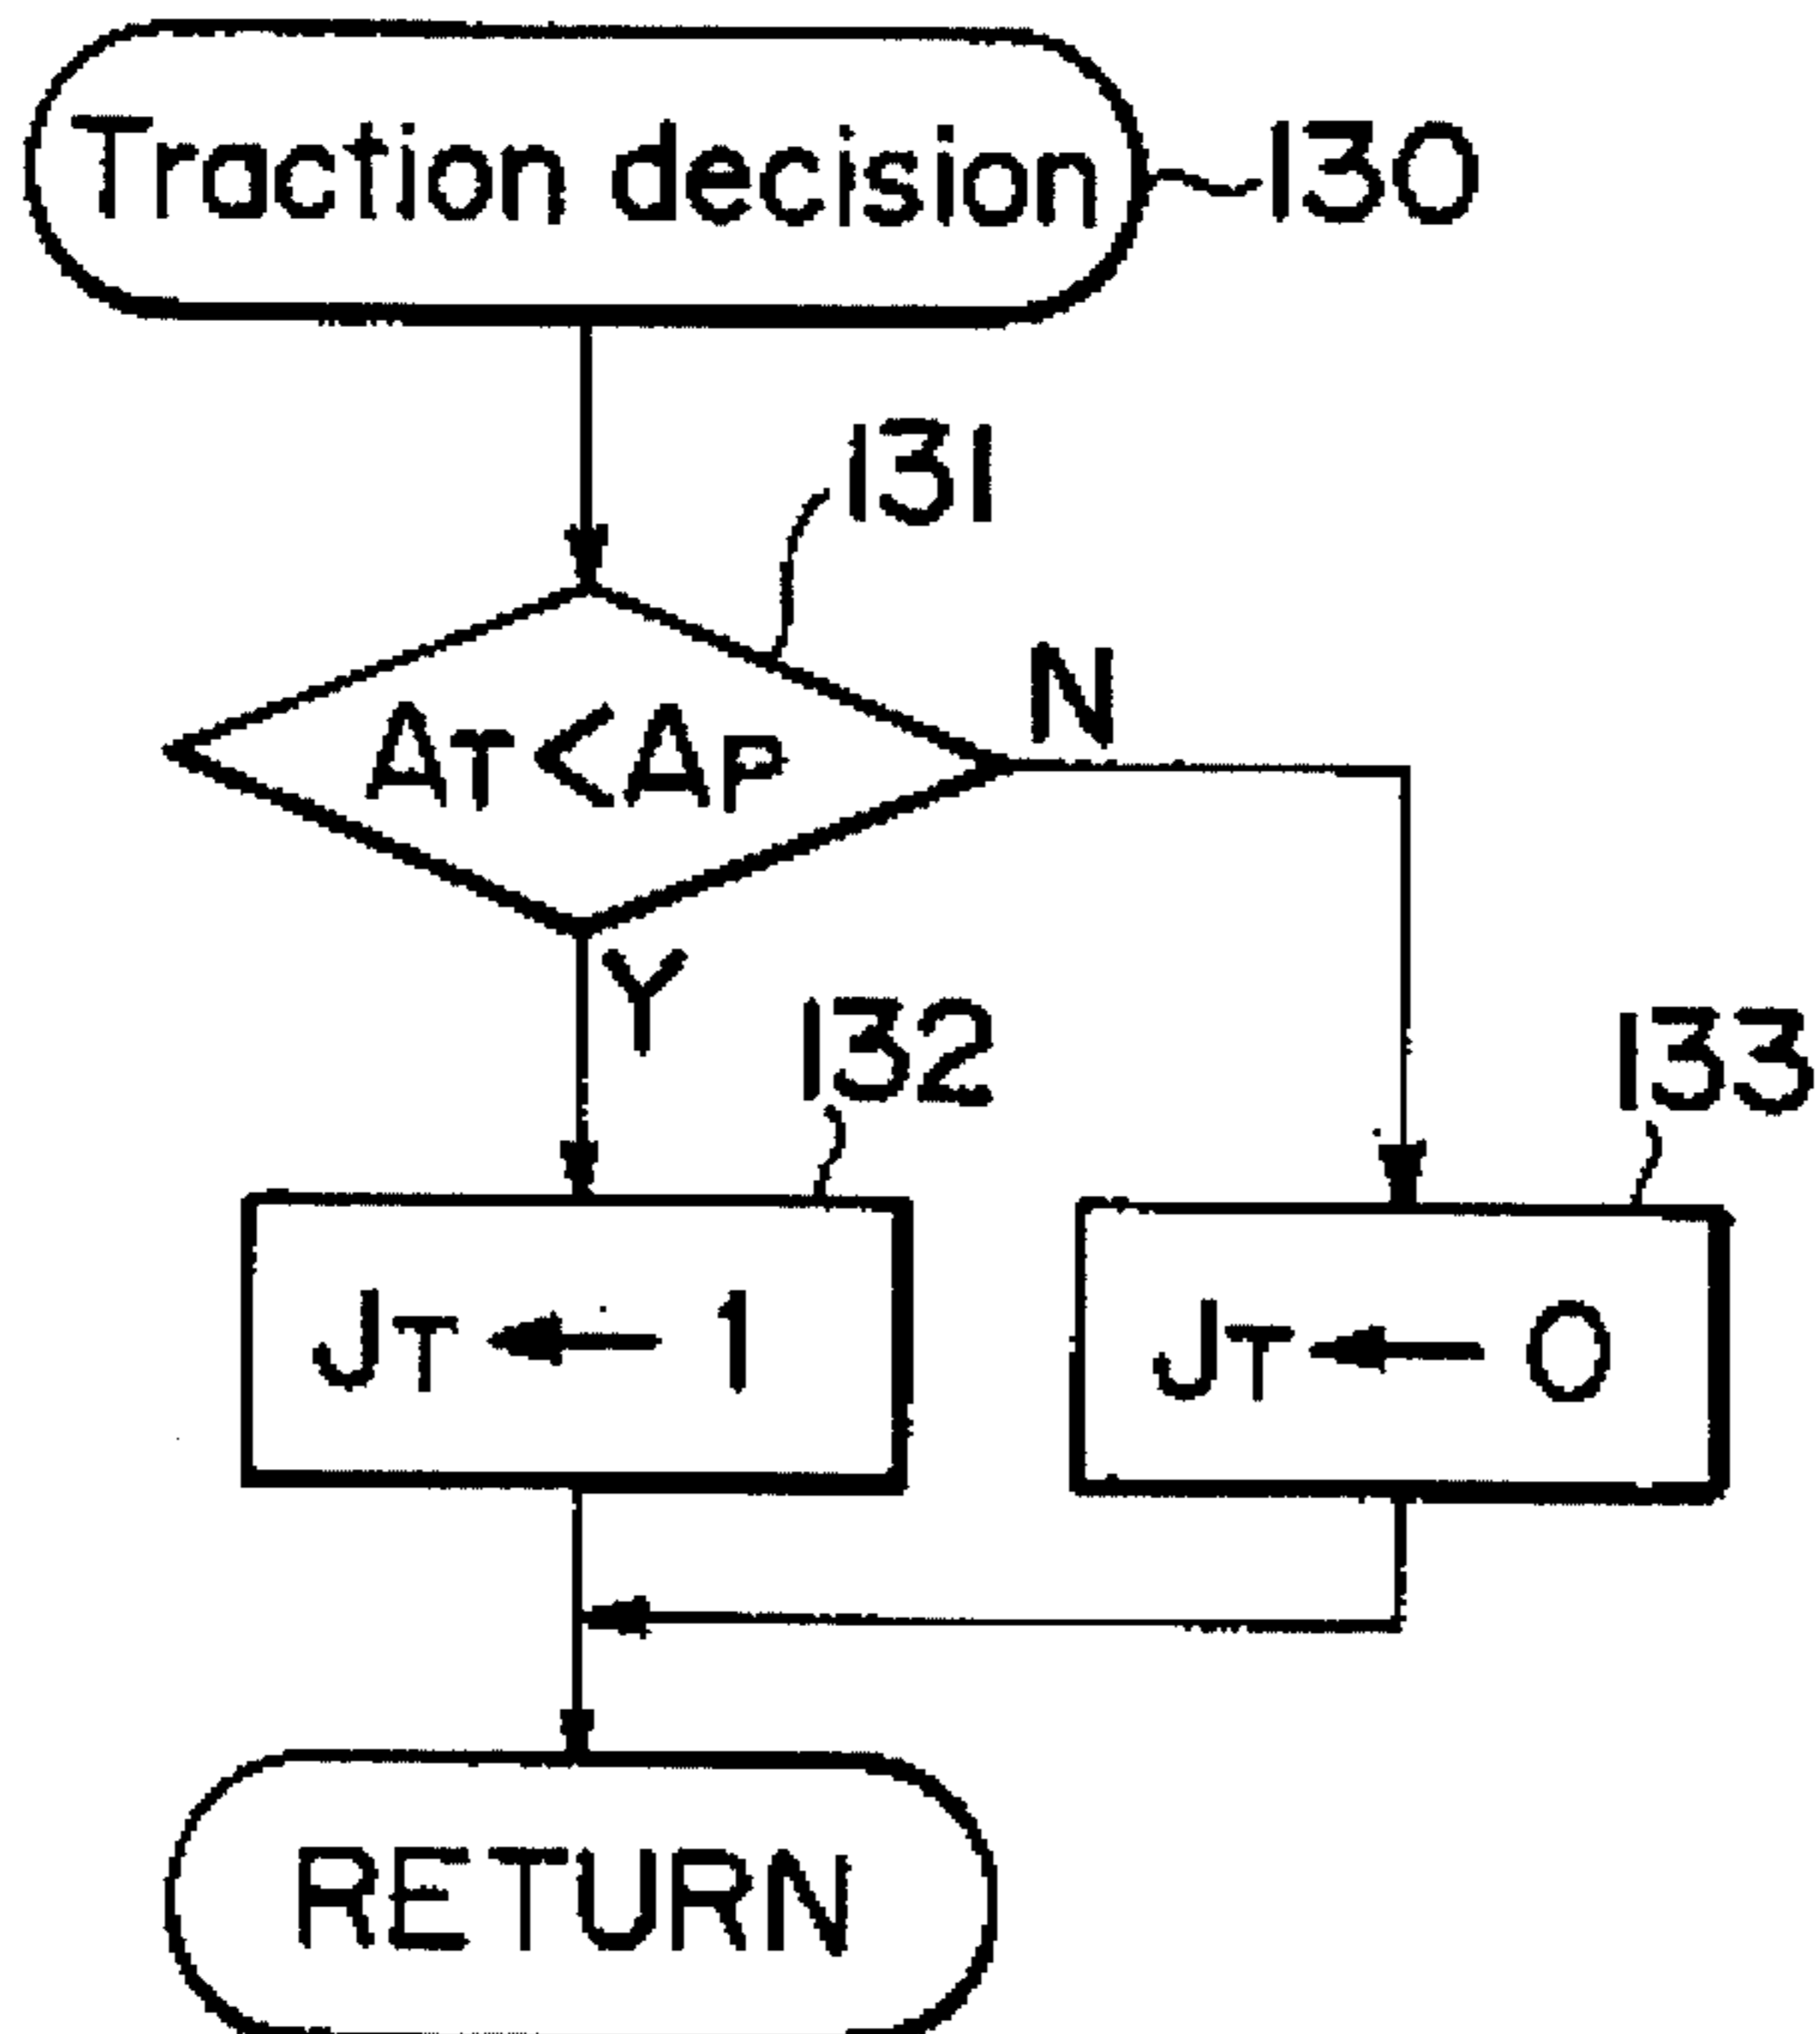 Traction decision
130
131
AT<AP
N
Y
132
133
JT ← 1
JT ← 0
RETURN